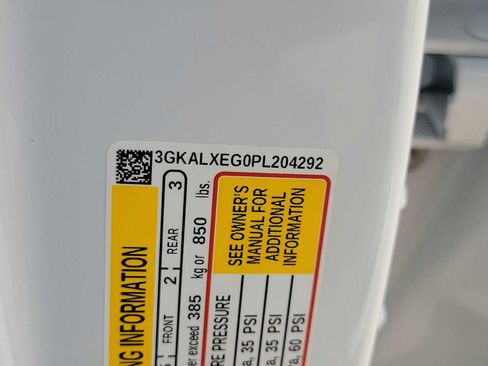 3GKALXEG0PL204292
NG INFORMATION
FRONT 2 REAR 3
er exceed 385 kg or 850 lbs.
RE PRESSURE
a, 35 PSI
a, 35 PSI
a, 60 PSI
SEE OWNER'S
MANUAL FOR
ADDITIONAL
INFORMATION